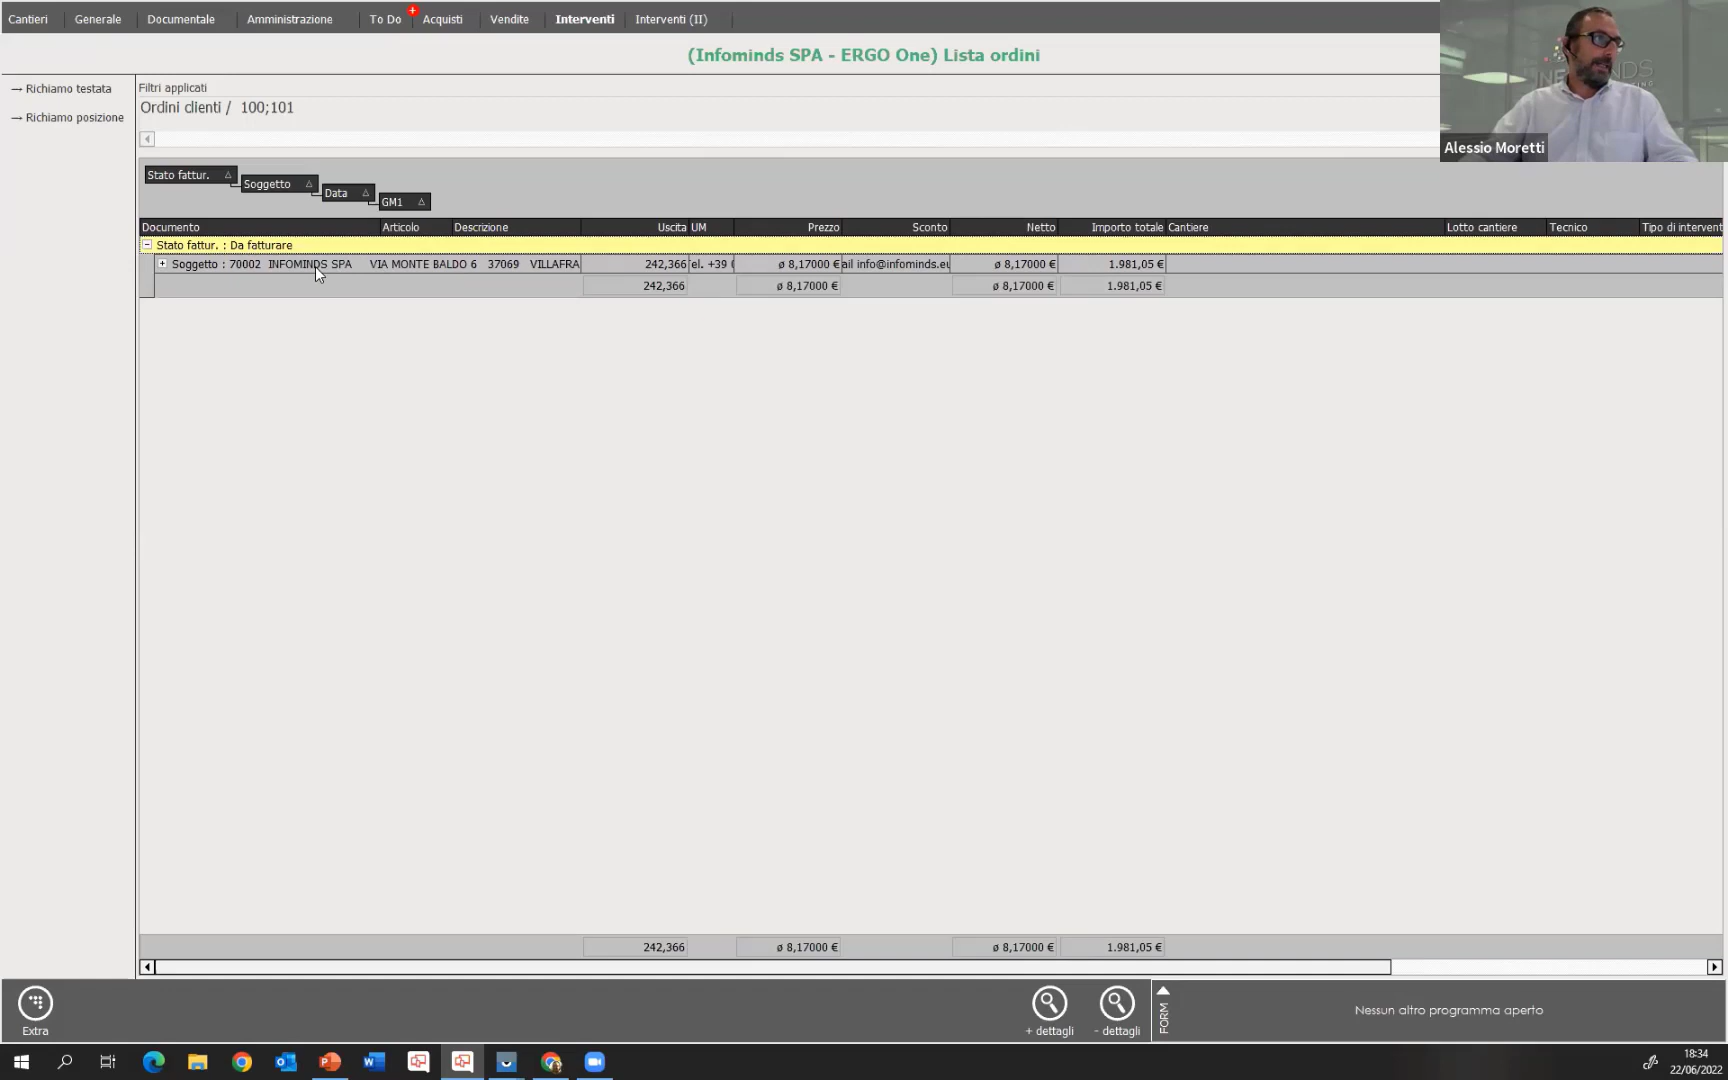 Cantieri Generale Documentale Amministrazione To Do Acquisti Vendite Interventi Interventi (II)
(Infominds SPA - ERGO One) Lista ordini
→ Richiamo testata
→ Richiamo posizione
Filtri applicati
Ordini clienti / 100;101
Alessio Moretti
Stato fattur.
Soggetto
Data
GM1
Documento Articolo Descrizione Uscita UM Prezzo Sconto Netto Importo totale Cantiere Lotto cantiere Tecnico Tipo di intervent
Stato fattur. : Da fatturare
Soggetto : 70002 INFOMINDS SPA VIA MONTE BALDO 6 37069 VILLAFRA 242,366 el. +39 ø 8,17000 € ail info@infominds.eu ø 8,17000 € 1.981,05 €
242,366 ø 8,17000 € ø 8,17000 € 1.981,05 €
242,366 ø 8,17000 € ø 8,17000 € 1.981,05 €
Extra
+ dettagli
- dettagli
FORM
Nessun altro programma aperto
18:34
22/06/2022